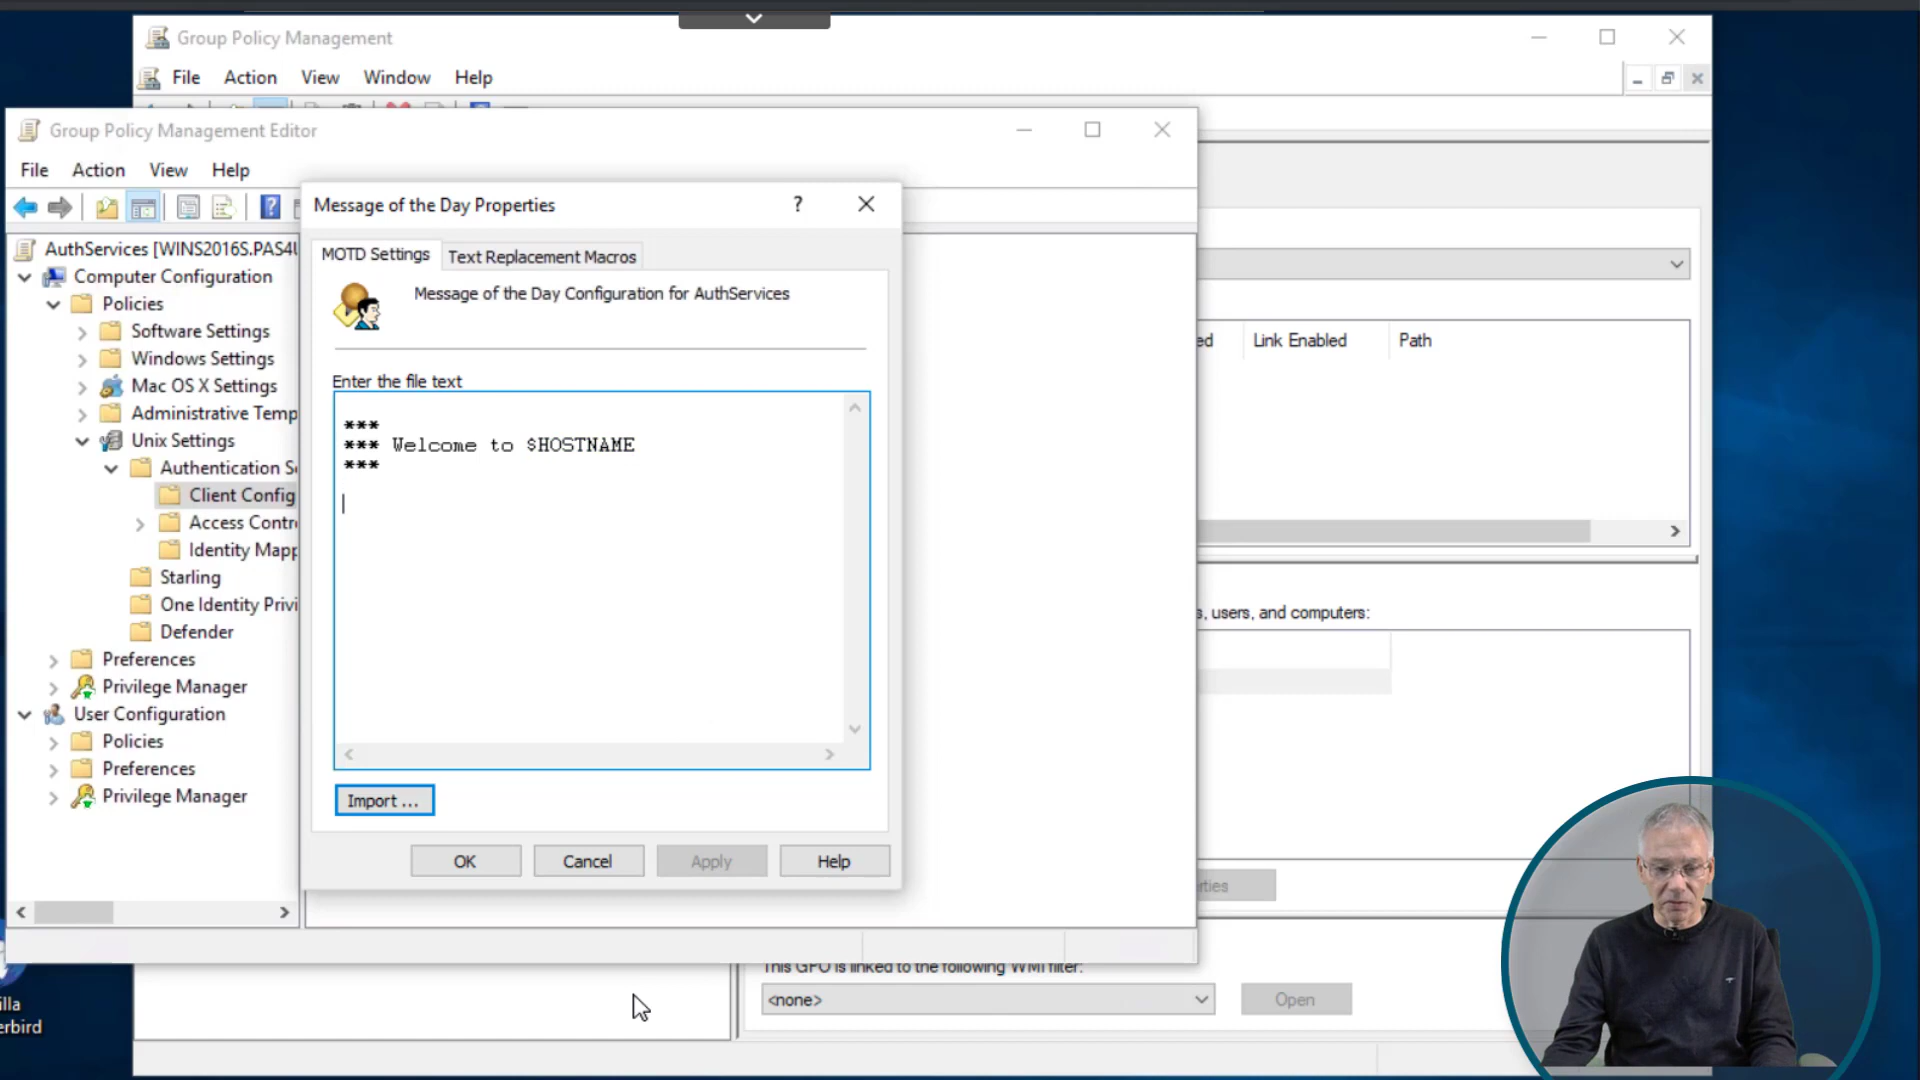 Group Policy Management
File Action View Window Help
Group Policy Management Editor
File Action View Help
Message of the Day Properties
?
MOTD Settings
Text Replacement Macros
Message of the Day Configuration for AuthServices
Enter the file text
***
*** Welcome to $HOSTNAME
***
Import ...
OK
Cancel
Apply
Help
AuthServices [WINS2016S.PAS4U
Computer Configuration
Policies
Software Settings
Windows Settings
Mac OS X Settings
Administrative Temp
Unix Settings
Authentication Se
Client Config
Access Contr
Identity Mapp
Starling
One Identity Privi
Defender
Preferences
Privilege Manager
User Configuration
Policies
Preferences
Privilege Manager
ed
Link Enabled
Path
s, users, and computers:
rties
This GPO is linked to the following WMI filter:
<none>
Open
illa
erbird